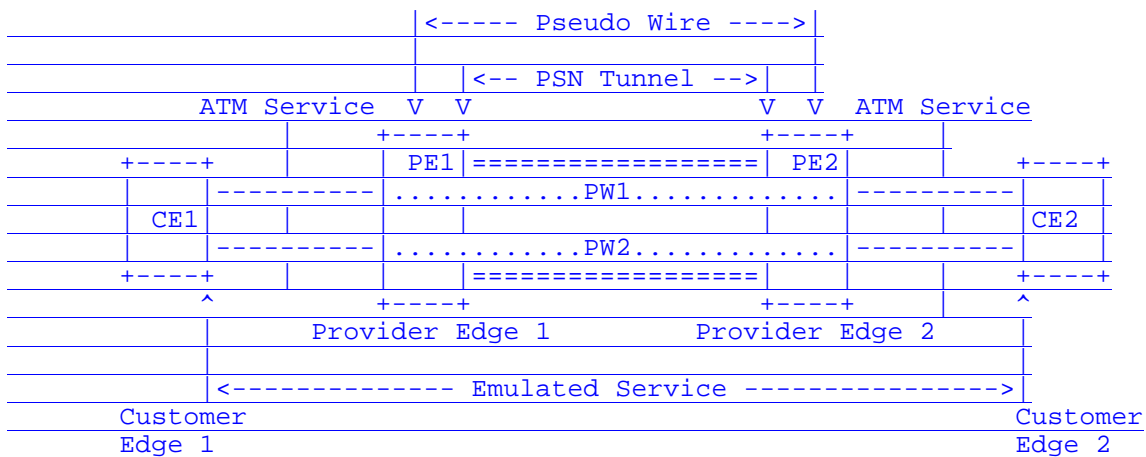 |<----- Pseudo Wire ---->|
|                        |
|  |<-- PSN Tunnel -->|  |
ATM Service  V  V                  V  V  ATM Service
|     +----+                  +----+     |
+----+    |     | PE1|==================| PE2|     |    +----+
|    |----------|............PW1.............|----------|    |
| CE1|    |     |    |                  |    |     |    |CE2 |
|    |----------|............PW2.............|----------|    |
+----+    |     |    |==================|    |     |    +----+
^          +----+                  +----+     |    ^
|      Provider Edge 1         Provider Edge 2  |
|                                                  |
|<-------------- Emulated Service ---------------->|
Customer                                                Customer
Edge 1                                                  Edge 2